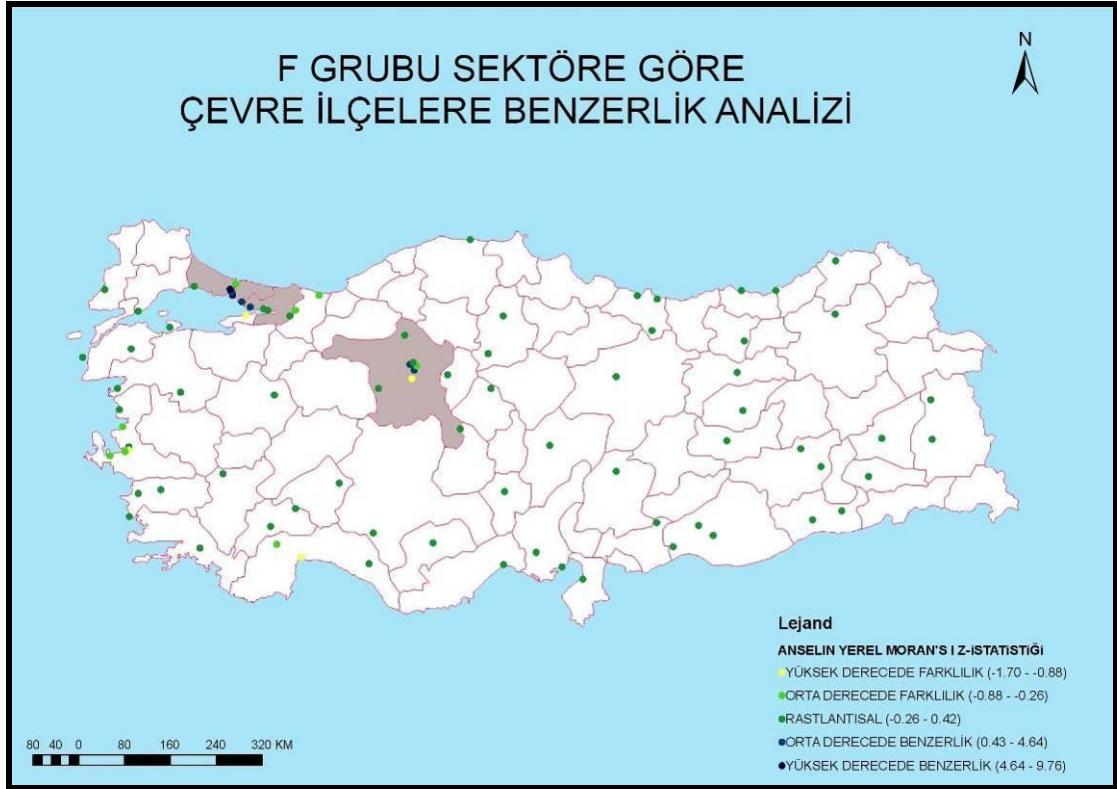 F GRUBU SEKTÖRE GÖRE
ÇEVRE İLÇELERE BENZERLİK ANALİZİ
N
Lejand
ANSELIN YEREL MORAN'S I Z-İSTATİSTİĞİ
YÜKSEK DERECEDE FARKLILIK (-1.70 - -0.88)
ORTA DERECEDE FARKLILIK (-0.88 - -0.26)
RASTLANTISAL (-0.26 - 0.42)
ORTA DERECEDE BENZERLİK (0.43 - 4.64)
YÜKSEK DERECEDE BENZERLİK (4.64 - 9.76)
80 40 0 80 160 240 320 KM